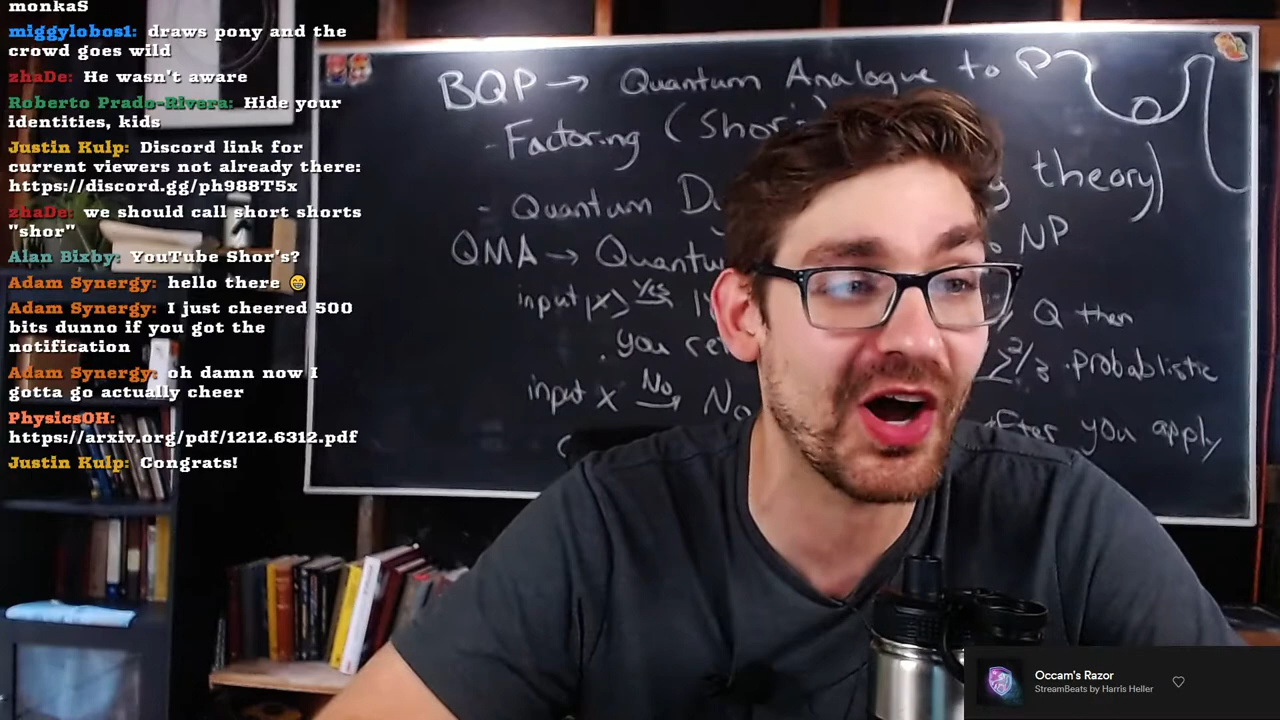 monkaS
miggylobos1: draws pony and the
crowd goes wild
zhaDe: He wasn't aware
Roberto Prado-Rivera: Hide your
identities, kids
Justin Kulp: Discord link for
current viewers not already there:
https://discord.gg/ph988T5x
zhaDe: we should call short shorts
"shor"
Alan Bixby: YouTube Shor's?
Adam Synergy: hello there 😁
Adam Synergy: I just cheered 500
bits dunno if you got the
notification
Adam Synergy: oh damn now I
gotta go actually cheer
PhysicsOH:
https://arxiv.org/pdf/1212.6312.pdf
Justin Kulp: Congrats!
BQP → Quantum Analogue to P
- Factoring (Shor's
- Quantum theory)
QMA → NP
input |x> Yes → Q then
you ≥ 2/3 probablistic
input x No → No
After you apply
Occam's Razor
StreamBeats by Harris Heller